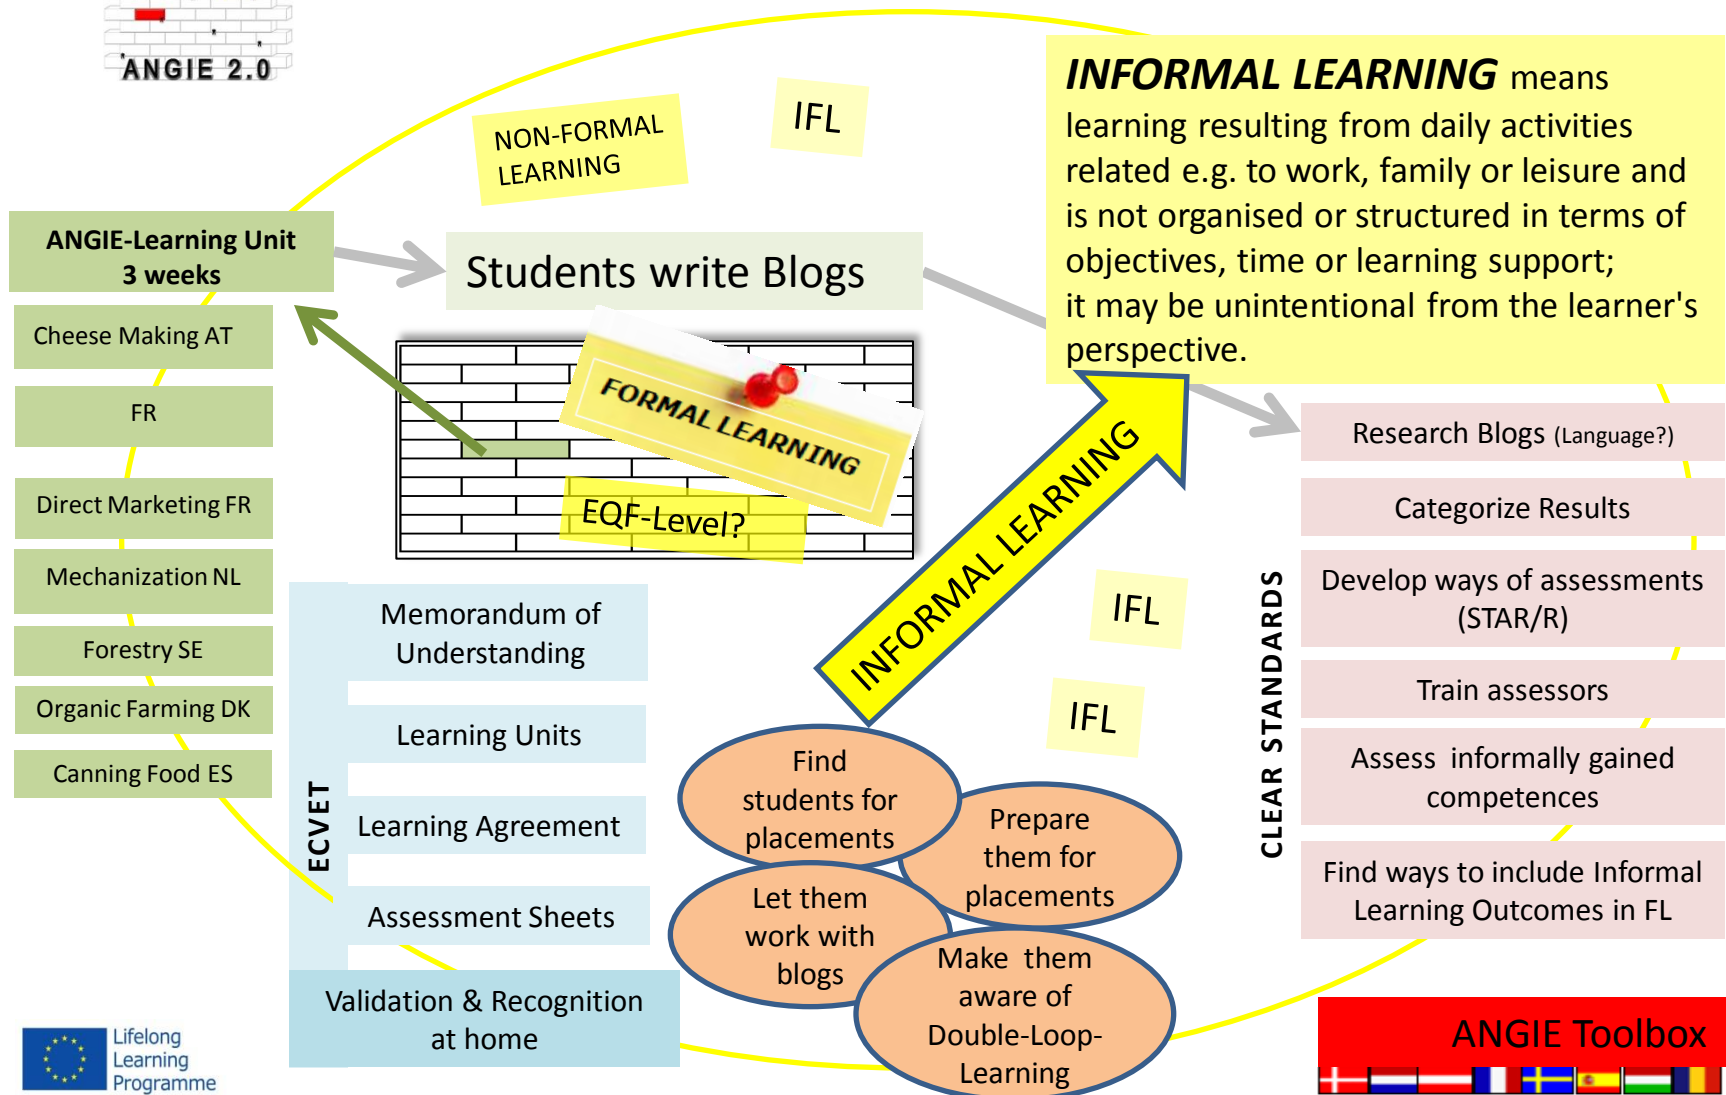 ANGIE 2.0
NON-FORMAL
LEARNING
IFL
INFORMAL LEARNING means
learning resulting from daily activities
related e.g. to work, family or leisure and
is not organised or structured in terms of
objectives, time or learning support;
it may be unintentional from the learner's
perspective.
ANGIE-Learning Unit
3 weeks
Students write Blogs
Cheese Making AT
FR
Direct Marketing FR
Mechanization NL
Forestry SE
Organic Farming DK
Canning Food ES
FORMAL LEARNING
EQF-Level?
INFORMAL LEARNING
IFL
IFL
ECVET
Memorandum of
Understanding
Learning Units
Learning Agreement
Assessment Sheets
Validation & Recognition
at home
Find
students for
placements
Prepare
them for
placements
Let them
work with
blogs
Make them
aware of
Double-Loop-
Learning
CLEAR STANDARDS
Research Blogs (Language?)
Categorize Results
Develop ways of assessments
(STAR/R)
Train assessors
Assess informally gained
competences
Find ways to include Informal
Learning Outcomes in FL
Lifelong
Learning
Programme
ANGIE Toolbox